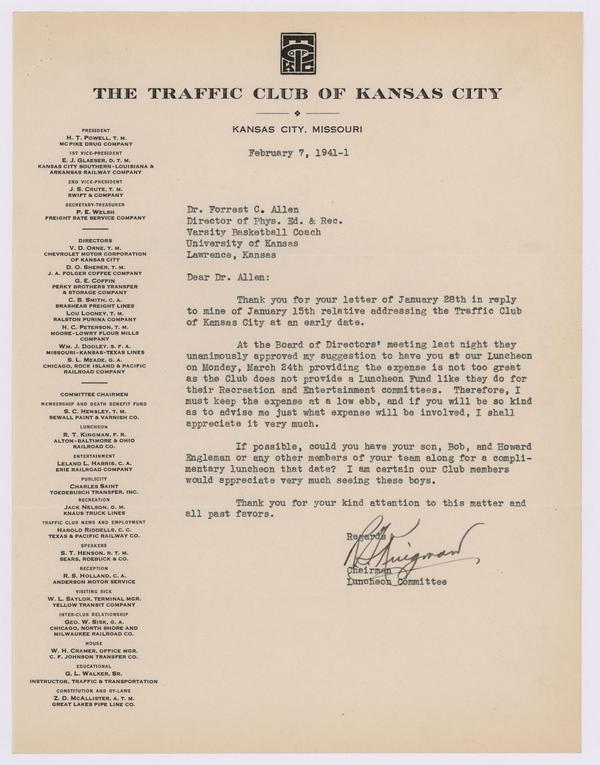 THE TRAFFIC CLUB OF KANSAS CITY
KANSAS CITY, MISSOURI
PRESIDENT
H. T. POWELL, T. M.
MCPIKE DRUG COMPANY
1ST VICE-PRESIDENT
E. J. GLAESER, D. T. M.
KANSAS CITY SOUTHERN-LOUISIANA &
ARKANSAS RAILWAY COMPANY
2ND VICE-PRESIDENT
J. S. CRUTE, T. M.
SWIFT & COMPANY
SECRETARY-TREASURER
P. E. WELSH
FREIGHT RATE SERVICE COMPANY
DIRECTORS
V. D. ORNE, T. M.
CHEVROLET MOTOR CORPORATION
OF KANSAS CITY
D. O. SHERER, T. M.
J. A. FOLGER COFFEE COMPANY
G. E. COFFIN
PERKY BROTHERS TRANSFER
& STORAGE COMPANY
C. B. SMITH, C. A.
BRASHEAR FREIGHT LINES
LOU LOONEY, T. M.
RALSTON PURINA COMPANY
H. C. PETERSON, T. M.
MOORE-LOWRY FLOUR MILLS
COMPANY
WM. J. DOOLEY, S. F. A.
MISSOURI-KANSAS-TEXAS LINES
S. L. MEADE, G. A.
CHICAGO, ROCK ISLAND & PACIFIC
RAILROAD COMPANY
COMMITTEE CHAIRMEN
MEMBERSHIP AND DEATH BENEFIT FUND
S. C. HENSLEY, T. M.
SEWALL PAINT & VARNISH CO.
LUNCHEON
R. T. KINGMAN, F. R.
ALTON-BALTIMORE & OHIO
RAILROAD CO.
ENTERTAINMENT
LELAND L. HARRIS, C. A.
ERIE RAILROAD COMPANY
PUBLICITY
CHARLES SAINT
TOEDEBUSCH TRANSFER, INC.
RECREATION
JACK NELSON, G. M.
KNAUS TRUCK LINES
TRAFFIC CLUB NEWS AND EMPLOYMENT
HAROLD RIDDELLS, C. C.
TEXAS & PACIFIC RAILWAY CO.
SPEAKERS
S. T. HENSON, R. T. M.
SEARS, ROEBUCK & CO.
RECEPTION
R. S. HOLLAND, C. A.
ANDERSON MOTOR SERVICE
VISITING SICK
W. L. SAYLOR, TERMINAL MGR.
YELLOW TRANSIT COMPANY
INTER-CLUB RELATIONSHIP
GEO. W. SISK, G. A.
CHICAGO, NORTH SHORE AND
MILWAUKEE RAILROAD CO.
HOUSE
W. H. CRAMER, OFFICE MGR.
C. F. JOHNSON TRANSFER CO.
EDUCATIONAL
G. L. WALKER, SR.
INSTRUCTOR, TRAFFIC & TRANSPORTATION
CONSTITUTION AND BY-LAWS
Z. D. MCALLISTER, A. T. M.
GREAT LAKES PIPE LINE CO.
February 7, 1941-1
Dr. Forrest C. Allen
Director of Phys. Ed. & Rec.
Varsity Basketball Coach
University of Kansas
Lawrence, Kansas
Dear Dr. Allen:
Thank you for your letter of January 28th in reply
to mine of January 15th relative addressing the Traffic Club
of Kansas City at an early date.
At the Board of Directors' meeting last night they
unanimously approved my suggestion to have you at our Luncheon
on Monday, March 24th providing the expense is not too great
as the Club does not provide a Luncheon Fund like they do for
their Recreation and Entertainment committees. Therefore, I
must keep the expense at a low ebb, and if you will be so kind
as to advise me just what expense will be involved, I shall
appreciate it very much.
If possible, could you have your son, Bob, and Howard
Engleman or any other members of your team along for a compli-
mentary luncheon that date? I am certain our Club members
would appreciate very much seeing these boys.
Thank you for your kind attention to this matter and
all past favors.
Regards
R T Kingman
Chairman
Luncheon Committee